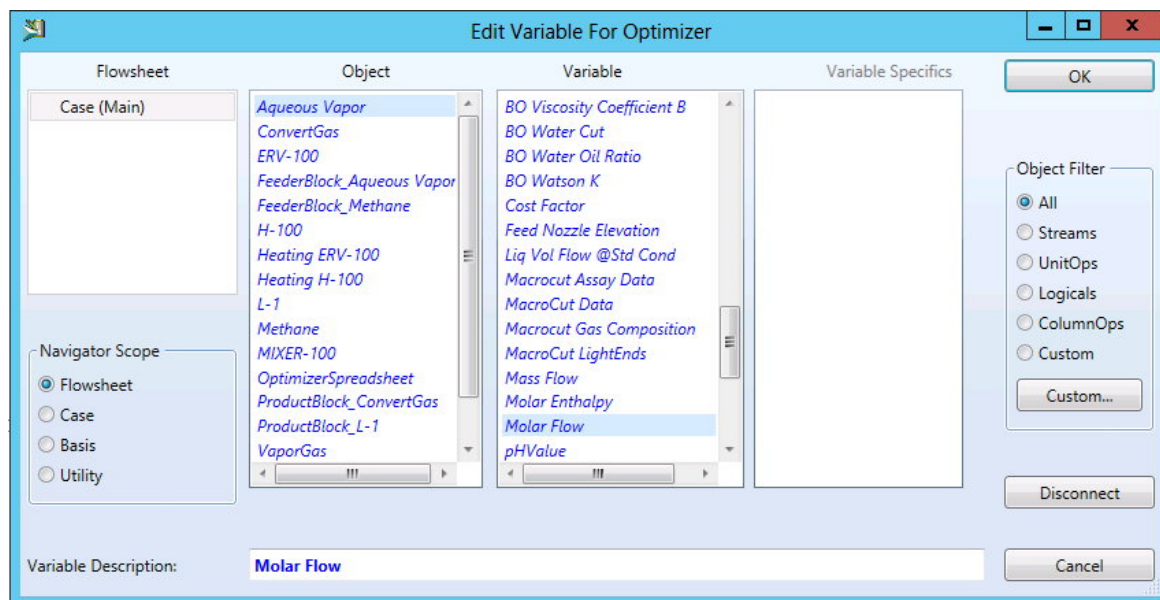 Edit Variable For Optimizer
Flowsheet
Object
Variable
Variable Specifics
OK
Case (Main)
Aqueous Vapor
ConvertGas
ERV-100
FeederBlock_Aqueous Vapor
FeederBlock_Methane
H-100
Heating ERV-100
Heating H-100
L-1
Methane
MIXER-100
OptimizerSpreadsheet
ProductBlock_ConvertGas
ProductBlock_L-1
VaporGas
BO Viscosity Coefficient B
BO Water Cut
BO Water Oil Ratio
BO Watson K
Cost Factor
Feed Nozzle Elevation
Liq Vol Flow @Std Cond
Macrocut Assay Data
MacroCut Data
Macrocut Gas Composition
MacroCut LightEnds
Mass Flow
Molar Enthalpy
Molar Flow
pHValue
Object Filter
All
Streams
UnitOps
Logicals
ColumnOps
Custom
Custom...
Navigator Scope
Flowsheet
Case
Basis
Utility
Disconnect
Variable Description:
Molar Flow
Cancel